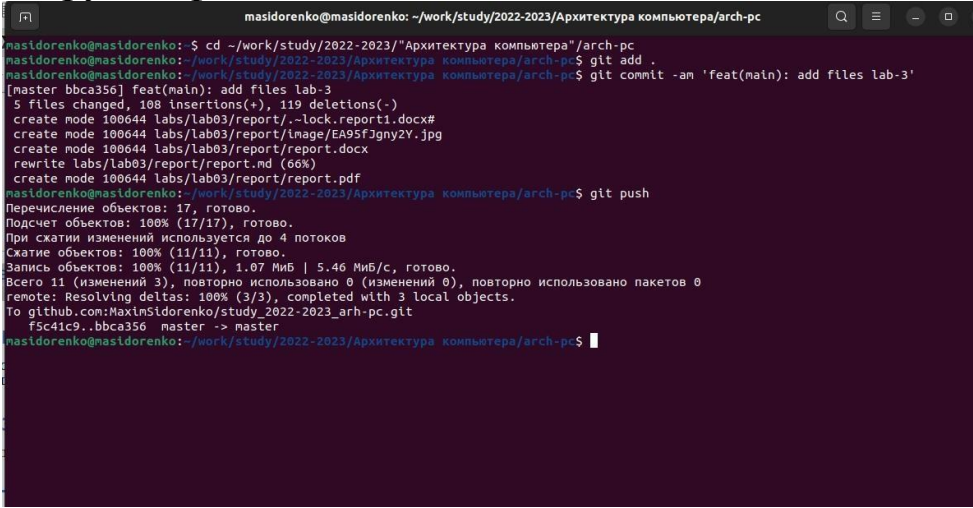 masidorenko@masidorenko: ~/work/study/2022-2023/Архитектура компьютера/arch-pc
masidorenko@masidorenko:~$ cd ~/work/study/2022-2023/"Архитектура компьютера"/arch-pc
masidorenko@masidorenko:~/work/study/2022-2023/Архитектура компьютера/arch-pc$ git add .
masidorenko@masidorenko:~/work/study/2022-2023/Архитектура компьютера/arch-pc$ git commit -am 'feat(main): add files lab-3'
[master bbca356] feat(main): add files lab-3
5 files changed, 108 insertions(+), 119 deletions(-)
create mode 100644 labs/lab03/report/.~lock.report1.docx#
create mode 100644 labs/lab03/report/image/EA95fJgny2Y.jpg
create mode 100644 labs/lab03/report/report.docx
rewrite labs/lab03/report/report.md (66%)
create mode 100644 labs/lab03/report/report.pdf
masidorenko@masidorenko:~/work/study/2022-2023/Архитектура компьютера/arch-pc$ git push
Перечисление объектов: 17, готово.
Подсчет объектов: 100% (17/17), готово.
При сжатии изменений используется до 4 потоков
Сжатие объектов: 100% (11/11), готово.
Запись объектов: 100% (11/11), 1.07 МиБ | 5.46 МиБ/с, готово.
Всего 11 (изменений 3), повторно использовано 0 (изменений 0), повторно использовано пакетов 0
remote: Resolving deltas: 100% (3/3), completed with 3 local objects.
To github.com:MaximSidorenko/study_2022-2023_arh-pc.git
f5c41c9..bbca356  master -> master
masidorenko@masidorenko:~/work/study/2022-2023/Архитектура компьютера/arch-pc$